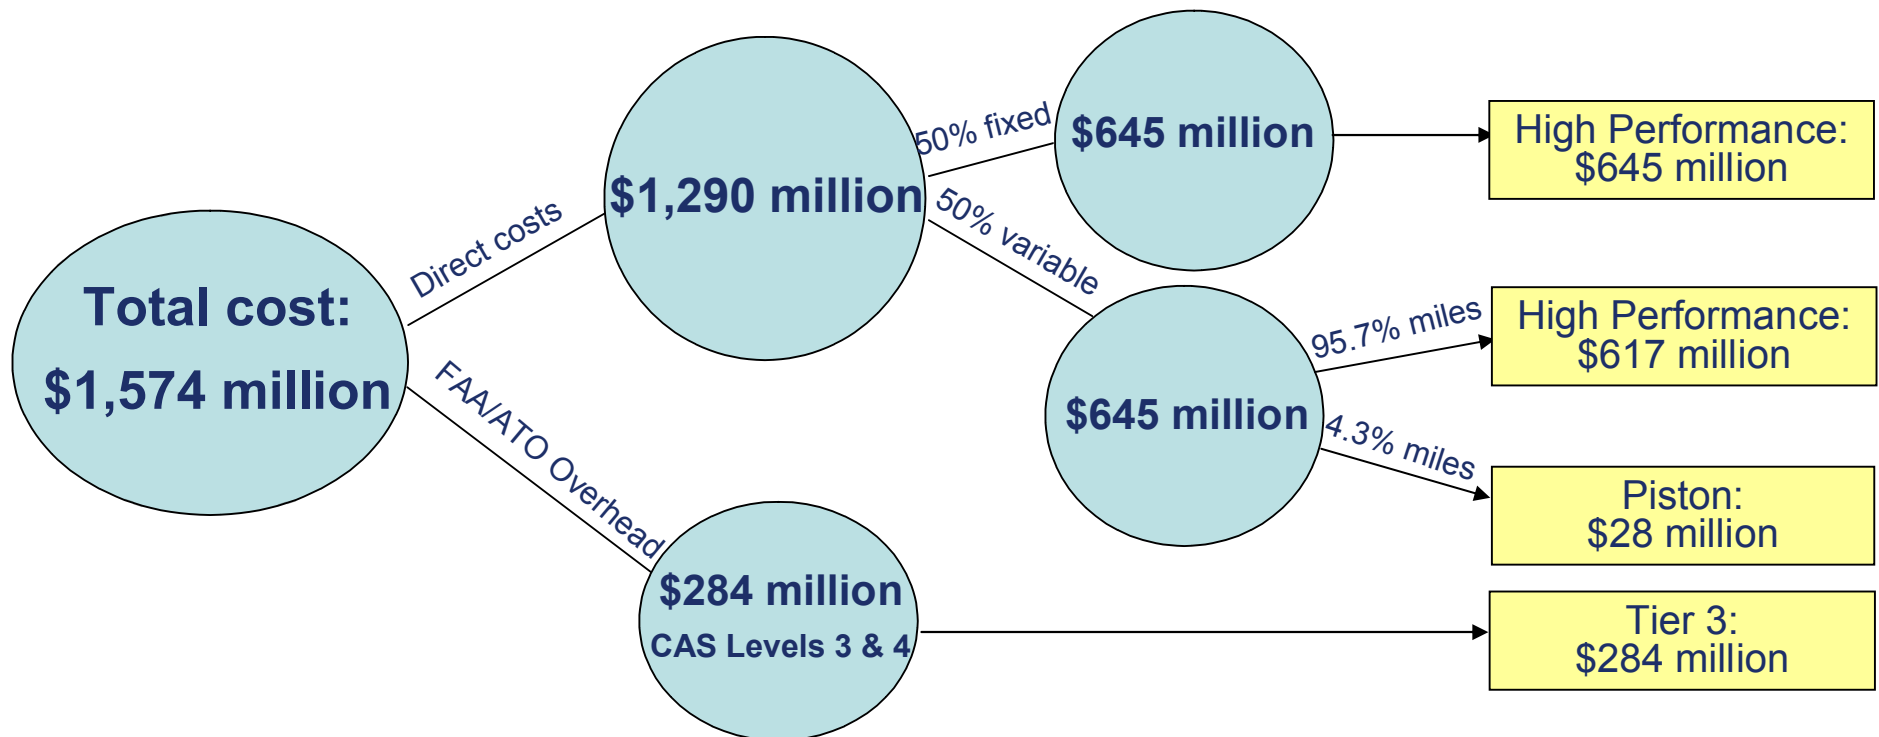 Total cost:
$1,574 million
Direct costs
$1,290 million
50% fixed
$645 million
High Performance:
$645 million
50% variable
$645 million
95.7% miles
High Performance:
$617 million
4.3% miles
Piston:
$28 million
FAA/ATO Overhead
$284 million
CAS Levels 3 & 4
Tier 3:
$284 million